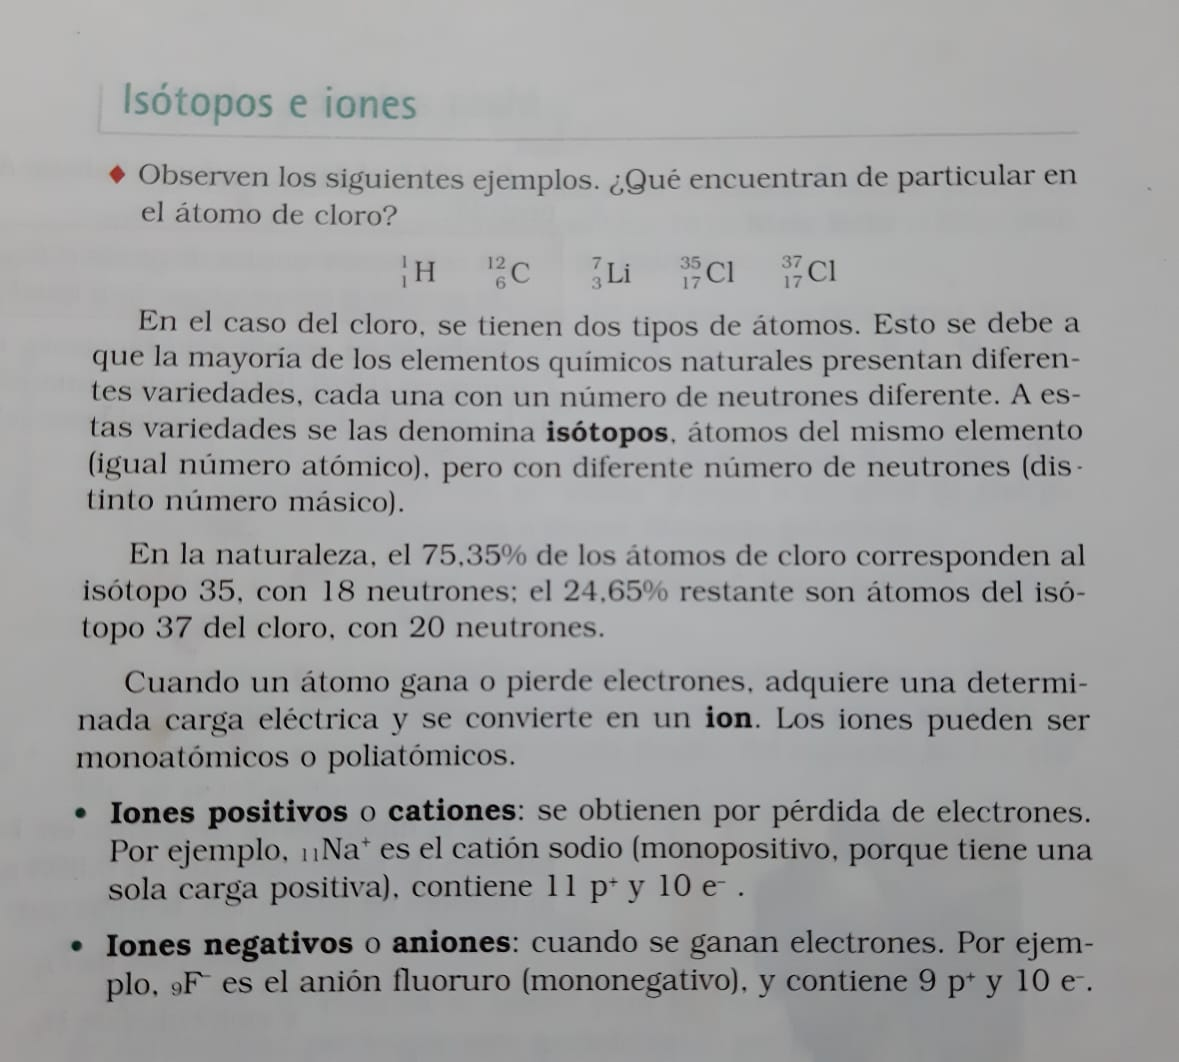 Isótopos e iones
♦ Observen los siguientes ejemplos. ¿Qué encuentran de particular en
el átomo de cloro?
¹₁H ¹²₆C ⁷₃Li ³⁵₁₇Cl ³⁷₁₇Cl
En el caso del cloro, se tienen dos tipos de átomos. Esto se debe a
que la mayoría de los elementos químicos naturales presentan diferen-
tes variedades, cada una con un número de neutrones diferente. A es-
tas variedades se las denomina isótopos, átomos del mismo elemento
(igual número atómico), pero con diferente número de neutrones (dis-
tinto número másico).
En la naturaleza, el 75,35% de los átomos de cloro corresponden al
isótopo 35, con 18 neutrones; el 24,65% restante son átomos del isó-
topo 37 del cloro, con 20 neutrones.
Cuando un átomo gana o pierde electrones, adquiere una determi-
nada carga eléctrica y se convierte en un ion. Los iones pueden ser
monoatómicos o poliatómicos.
• Iones positivos o cationes: se obtienen por pérdida de electrones.
Por ejemplo, ₁₁Na⁺ es el catión sodio (monopositivo, porque tiene una
sola carga positiva), contiene 11 p⁺ y 10 e⁻ .
• Iones negativos o aniones: cuando se ganan electrones. Por ejem-
plo, ₉F⁻ es el anión fluoruro (mononegativo), y contiene 9 p⁺ y 10 e⁻.